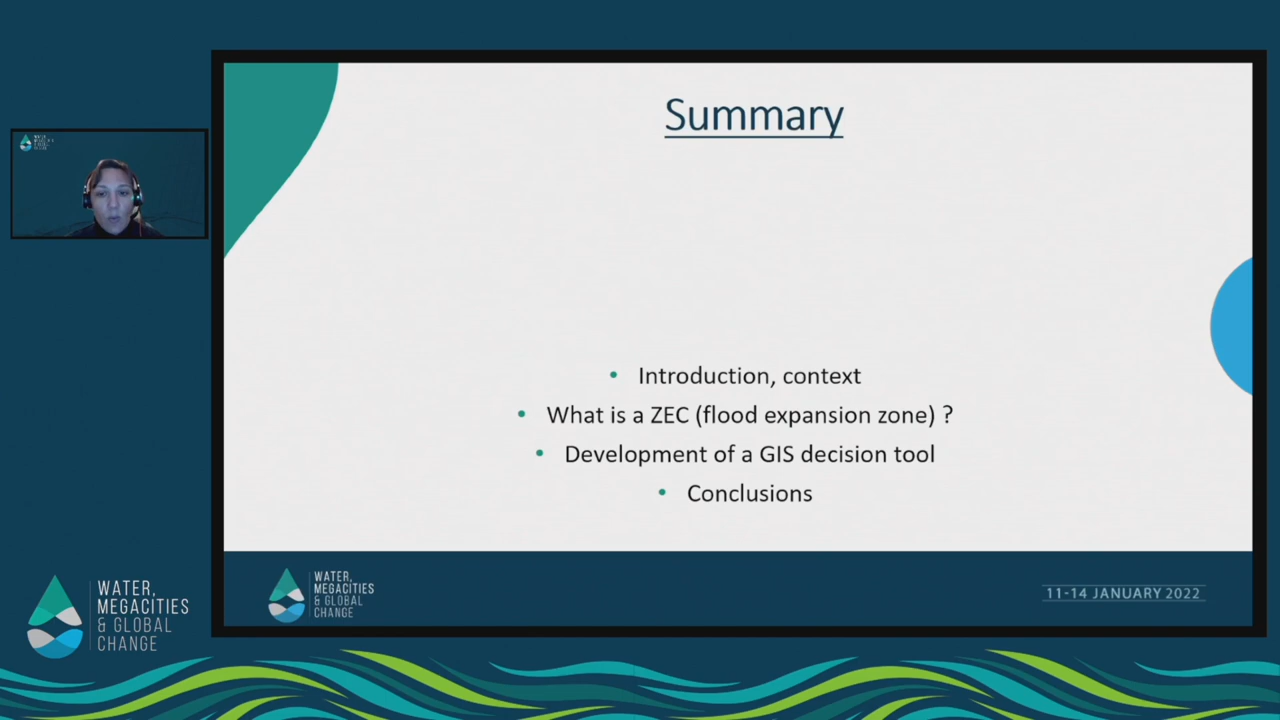 Summary
• Introduction, context
• What is a ZEC (flood expansion zone) ?
• Development of a GIS decision tool
• Conclusions
WATER,
MEGACITIES
& GLOBAL
CHANGE
11-14 JANUARY 2022
WATER,
MEGACITIES
& GLOBAL
CHANGE